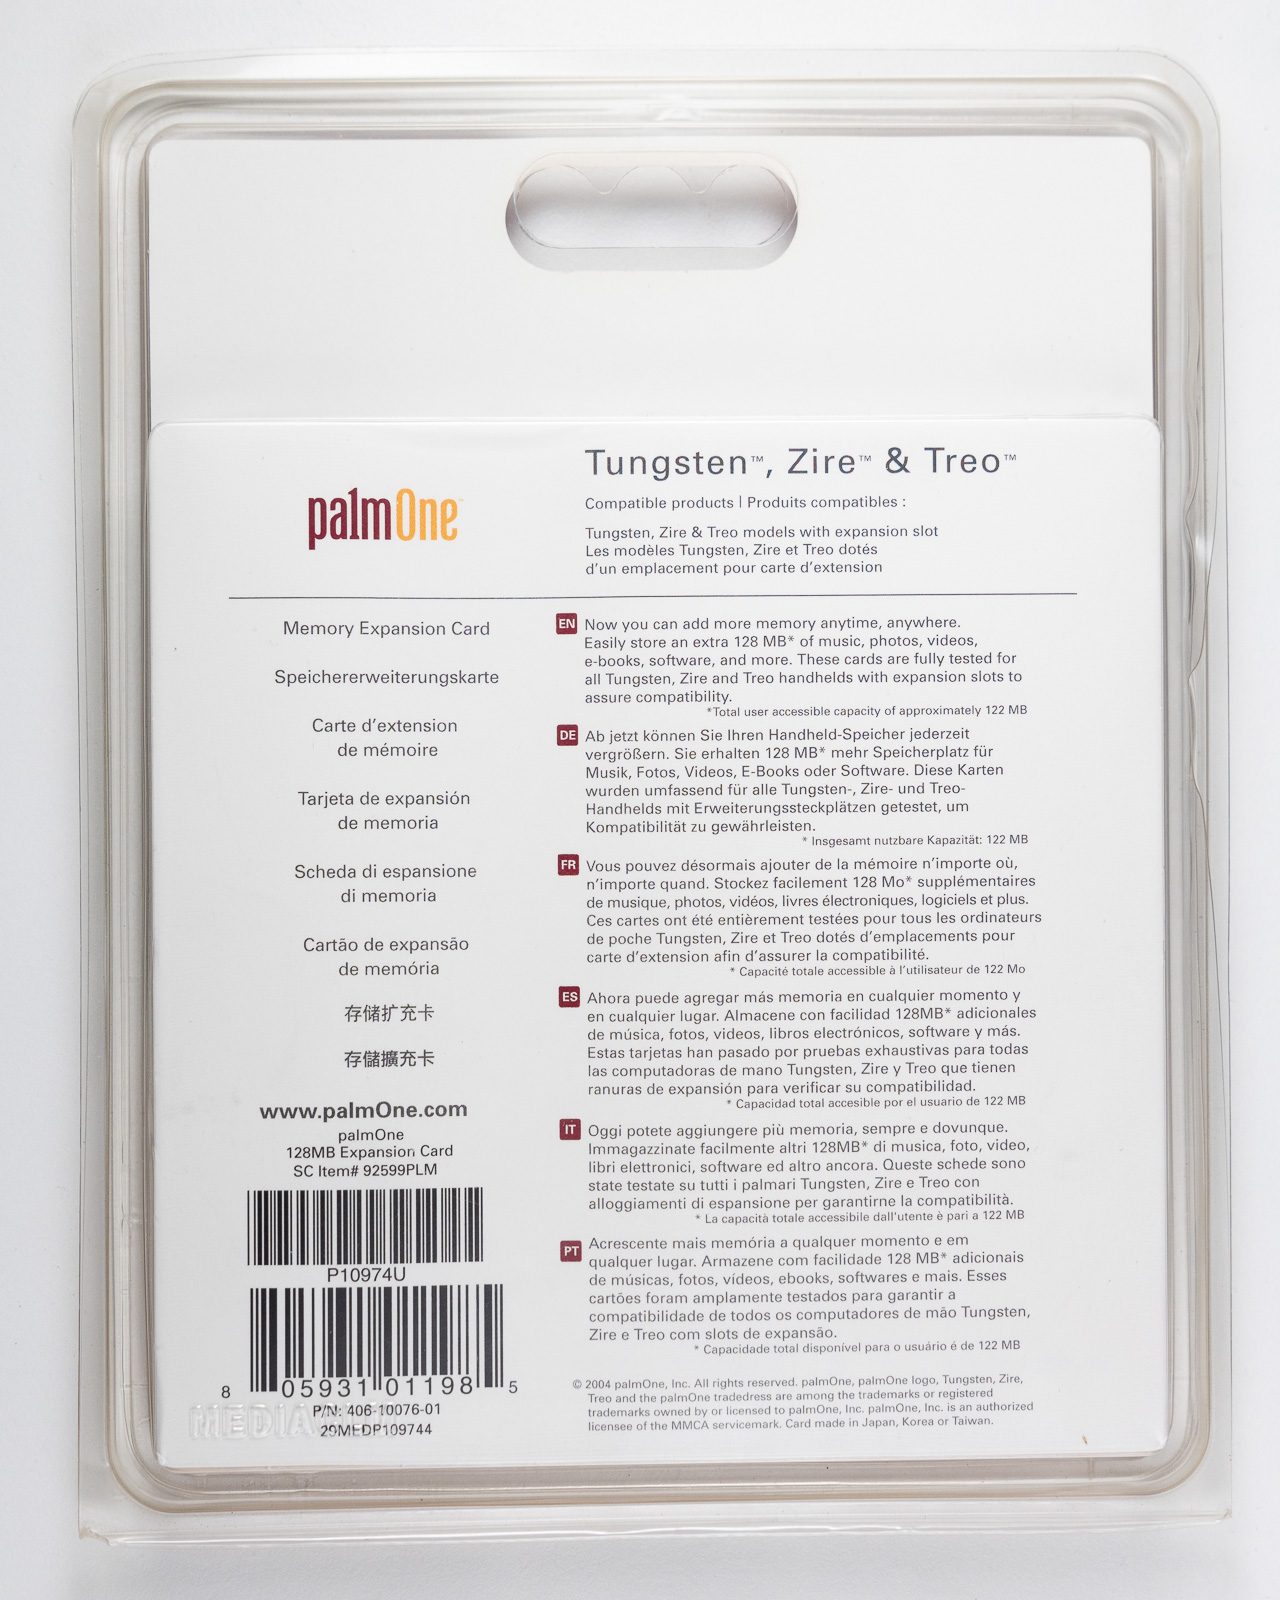 palmOne™
Tungsten™, Zire™ & Treo™
Compatible products | Produits compatibles :
Tungsten, Zire & Treo models with expansion slot
Les modèles Tungsten, Zire et Treo dotés
d'un emplacement pour carte d'extension
Memory Expansion Card
Speichererweiterungskarte
Carte d'extension
de mémoire
Tarjeta de expansión
de memoria
Scheda di espansione
di memoria
Cartão de expansão
de memória
存储扩充卡
存儲擴充卡
www.palmOne.com
palmOne
128MB Expansion Card
SC Item# 92599PLM
P10974U
8 05931 01198 5
P/N: 406-10076-01
29MEDP109744
EN Now you can add more memory anytime, anywhere.
Easily store an extra 128 MB* of music, photos, videos,
e-books, software, and more. These cards are fully tested for
all Tungsten, Zire and Treo handhelds with expansion slots to
assure compatibility.
*Total user accessible capacity of approximately 122 MB
DE Ab jetzt können Sie Ihren Handheld-Speicher jederzeit
vergrößern. Sie erhalten 128 MB* mehr Speicherplatz für
Musik, Fotos, Videos, E-Books oder Software. Diese Karten
wurden umfassend für alle Tungsten-, Zire- und Treo-
Handhelds mit Erweiterungssteckplätzen getestet, um
Kompatibilität zu gewährleisten.
* Insgesamt nutzbare Kapazität: 122 MB
FR Vous pouvez désormais ajouter de la mémoire n'importe où,
n'importe quand. Stockez facilement 128 Mo* supplémentaires
de musique, photos, vidéos, livres électroniques, logiciels et plus.
Ces cartes ont été entièrement testées pour tous les ordinateurs
de poche Tungsten, Zire et Treo dotés d'emplacements pour
carte d'extension afin d'assurer la compatibilité.
* Capacité totale accessible à l'utilisateur de 122 Mo
ES Ahora puede agregar más memoria en cualquier momento y
en cualquier lugar. Almacene con facilidad 128MB* adicionales
de música, fotos, videos, libros electrónicos, software y más.
Estas tarjetas han pasado por pruebas exhaustivas para todas
las computadoras de mano Tungsten, Zire y Treo que tienen
ranuras de expansión para verificar su compatibilidad.
* Capacidad total accesible por el usuario de 122 MB
IT Oggi potete aggiungere più memoria, sempre e dovunque.
Immagazzinate facilmente altri 128MB* di musica, foto, video,
libri elettronici, software ed altro ancora. Queste schede sono
state testate su tutti i palmari Tungsten, Zire e Treo con
alloggiamenti di espansione per garantirne la compatibilità.
* La capacità totale accessibile dall'utente è pari a 122 MB
PT Acrescente mais memória a qualquer momento e em
qualquer lugar. Armazene com facilidade 128 MB* adicionais
de músicas, fotos, vídeos, ebooks, softwares e mais. Esses
cartões foram amplamente testados para garantir a
compatibilidade de todos os computadores de mão Tungsten,
Zire e Treo com slots de expansão.
* Capacidade total disponível para o usuário é de 122 MB
© 2004 palmOne, Inc. All rights reserved. palmOne, palmOne logo, Tungsten, Zire,
Treo and the palmOne tradedress are among the trademarks or registered
trademarks owned by or licensed to palmOne, Inc. palmOne, Inc. is an authorized
licensee of the MMCA servicemark. Card made in Japan, Korea or Taiwan.